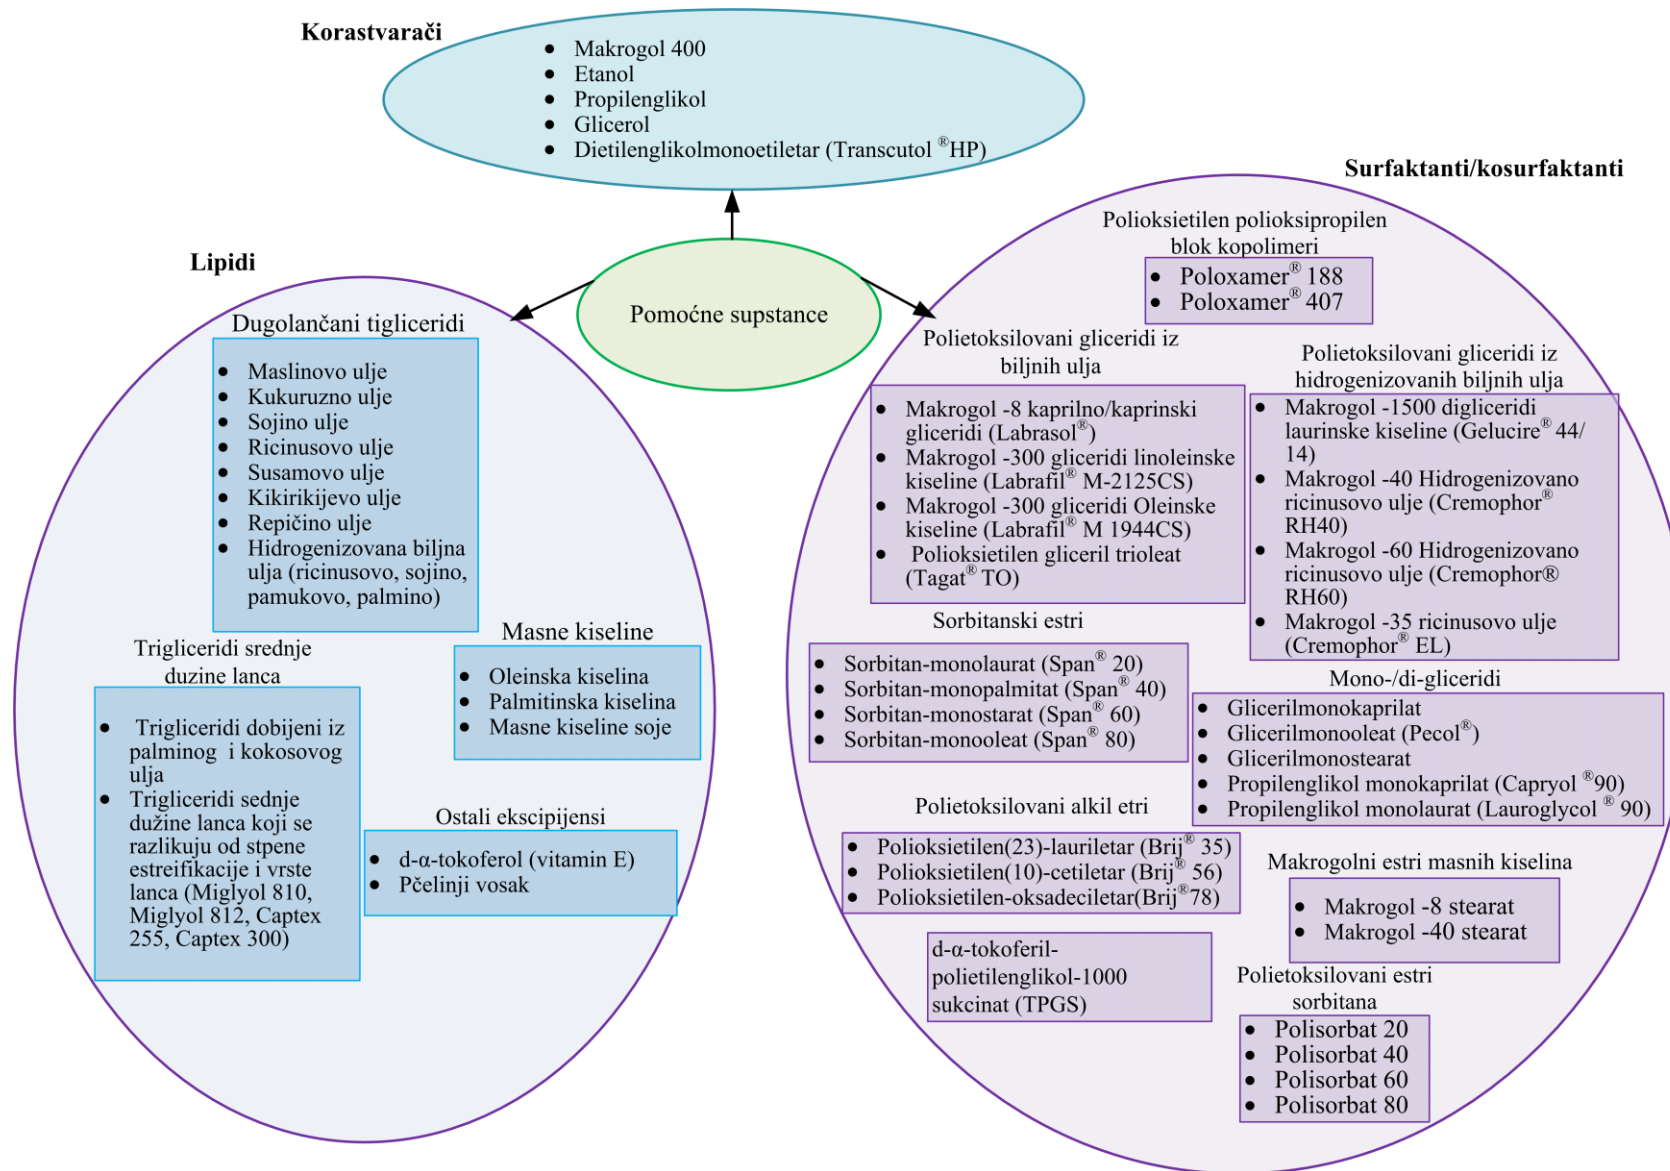 Korastvarači
• Makrogol 400
• Etanol
• Propilenglikol
• Glicerol
• Dietilenglikolmonoetiletar (Transcutol ®HP)
Pomoćne supstance
Lipidi
Dugolančani tigliceridi
• Maslinovo ulje
• Kukuruzno ulje
• Sojino ulje
• Ricinusovo ulje
• Susamovo ulje
• Kikirikijevo ulje
• Repičino ulje
• Hidrogenizovana biljna
ulja (ricinusovo, sojino,
pamukovo, palmino)
Trigliceridi srednje
duzine lanca
• Trigliceridi dobijeni iz
palminog i kokosovog
ulja
• Trigliceridi sednje
dužine lanca koji se
razlikuju od stpene
estreifikacije i vrste
lanca (Miglyol 810,
Miglyol 812, Captex
255, Captex 300)
Masne kiseline
• Oleinska kiselina
• Palmitinska kiselina
• Masne kiseline soje
Ostali ekscipijensi
• d-α-tokoferol (vitamin E)
• Pčelinji vosak
Surfaktanti/kosurfaktanti
Polioksietilen polioksipropilen
blok kopolimeri
• Poloxamer® 188
• Poloxamer® 407
Polietoksilovani gliceridi iz
biljnih ulja
• Makrogol -8 kaprilno/kaprinski
gliceridi (Labrasol®)
• Makrogol -300 gliceridi linoleinske
kiseline (Labrafil® M-2125CS)
• Makrogol -300 gliceridi Oleinske
kiseline (Labrafil® M 1944CS)
• Polioksietilen gliceril trioleat
(Tagat® TO)
Polietoksilovani gliceridi iz
hidrogenizovanih biljnih ulja
• Makrogol -1500 digliceridi
laurinske kiseline (Gelucire® 44/
14)
• Makrogol -40 Hidrogenizovano
ricinusovo ulje (Cremophor®
RH40)
• Makrogol -60 Hidrogenizovano
ricinusovo ulje (Cremophor®
RH60)
• Makrogol -35 ricinusovo ulje
(Cremophor® EL)
Sorbitanski estri
• Sorbitan-monolaurat (Span® 20)
• Sorbitan-monopalmitat (Span® 40)
• Sorbitan-monostarat (Span® 60)
• Sorbitan-monooleat (Span® 80)
Mono-/di-gliceridi
• Glicerilmonokaprilat
• Glicerilmonooleat (Pecol®)
• Glicerilmonostearat
• Propilenglikol monokaprilat (Capryol ®90)
• Propilenglikol monolaurat (Lauroglycol ® 90)
Polietoksilovani alkil etri
• Polioksietilen(23)-lauriletar (Brij® 35)
• Polioksietilen(10)-cetiletar (Brij® 56)
• Polioksietilen-oksadeciletar(Brij®78)
Makrogolni estri masnih kiselina
• Makrogol -8 stearat
• Makrogol -40 stearat
d-α-tokoferil-
polietilenglikol-1000
sukcinat (TPGS)
Polietoksilovani estri
sorbitana
• Polisorbat 20
• Polisorbat 40
• Polisorbat 60
• Polisorbat 80